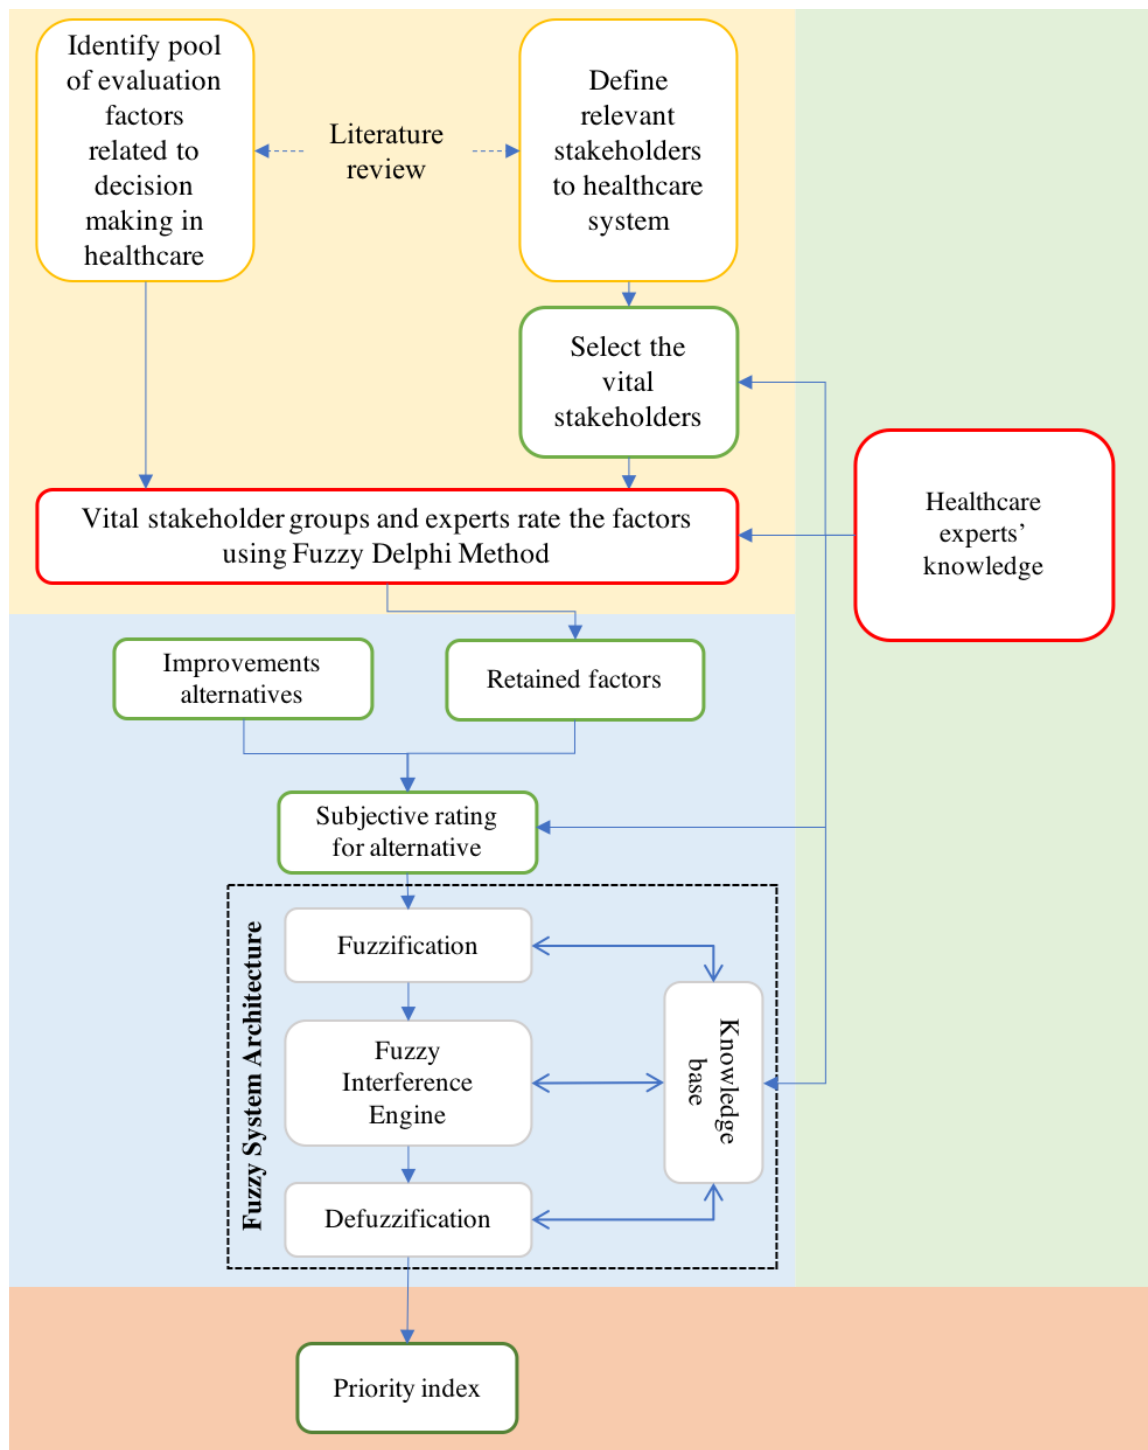 Identify pool
of evaluation
factors
related to
decision
making in
healthcare
Literature
review
Define
relevant
stakeholders
to healthcare
system
Select the
vital
stakeholders
Vital stakeholder groups and experts rate the factors
using Fuzzy Delphi Method
Healthcare
experts’
knowledge
Improvements
alternatives
Retained factors
Subjective rating
for alternative
Fuzzy System Architecture
Fuzzification
Fuzzy
Interference
Engine
Knowledge
base
Defuzzification
Priority index